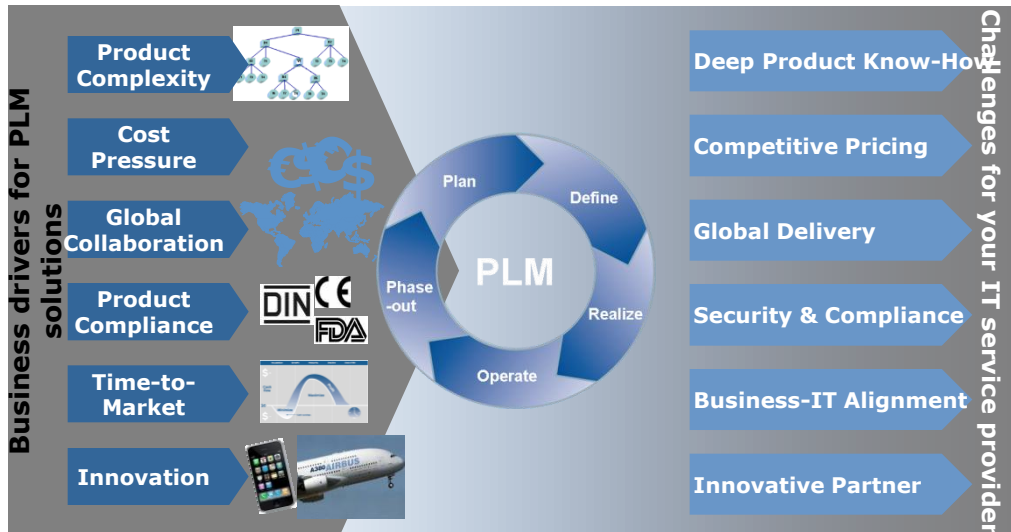 Business drivers for PLM
solutions
Product
Complexity
Cost
Pressure
Global
Collaboration
Product
Compliance
Time-to-
Market
Innovation
DIN
CE
FDA
A380 AIRBUS
Plan
Define
Realize
Operate
Phase
-out
PLM
Deep Product Know-How
Competitive Pricing
Global Delivery
Security & Compliance
Business-IT Alignment
Innovative Partner
Challenges for your IT service provider